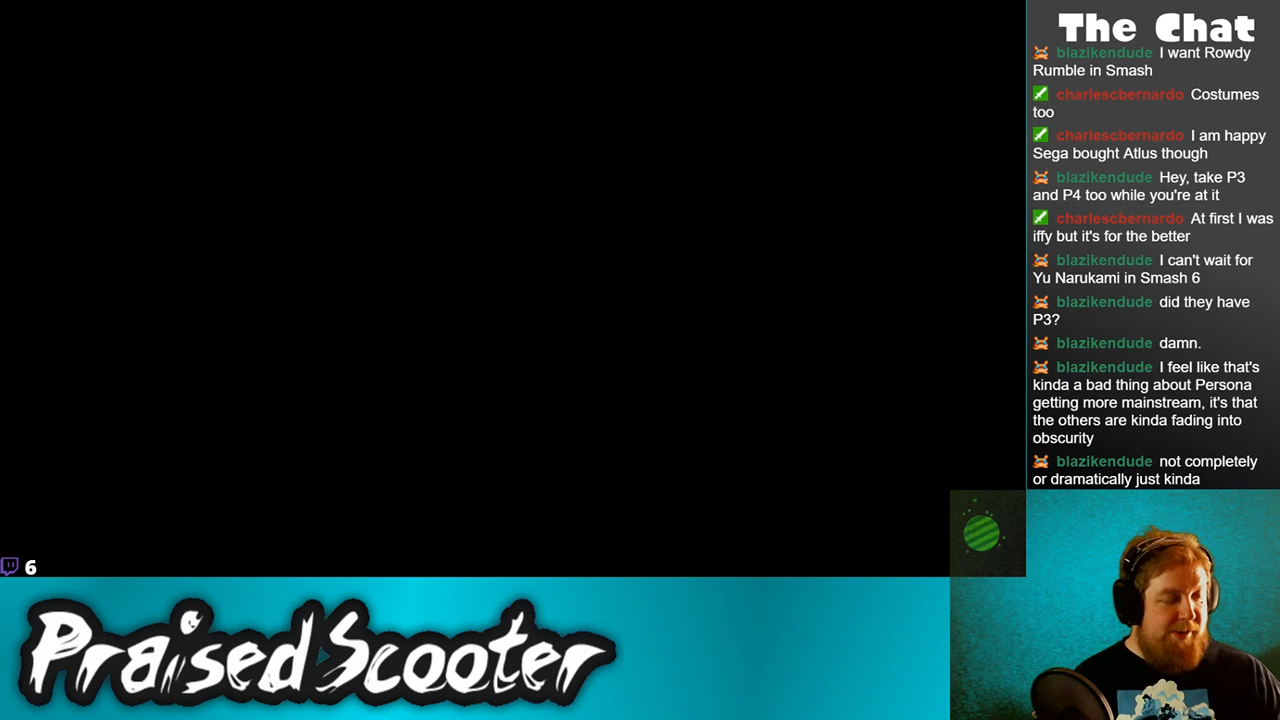 The Chat
blazikendude I want Rowdy
Rumble in Smash
charlescbernardo Costumes
too
charlescbernardo I am happy
Sega bought Atlus though
blazikendude Hey, take P3
and P4 too while you're at it
charlescbernardo At first I was
iffy but it's for the better
blazikendude I can't wait for
Yu Narukami in Smash 6
blazikendude did they have
P3?
blazikendude damn.
blazikendude I feel like that's
kinda a bad thing about Persona
getting more mainstream, it's that
the others are kinda fading into
obscurity
blazikendude not completely
or dramatically just kinda
6
PraisedScooter